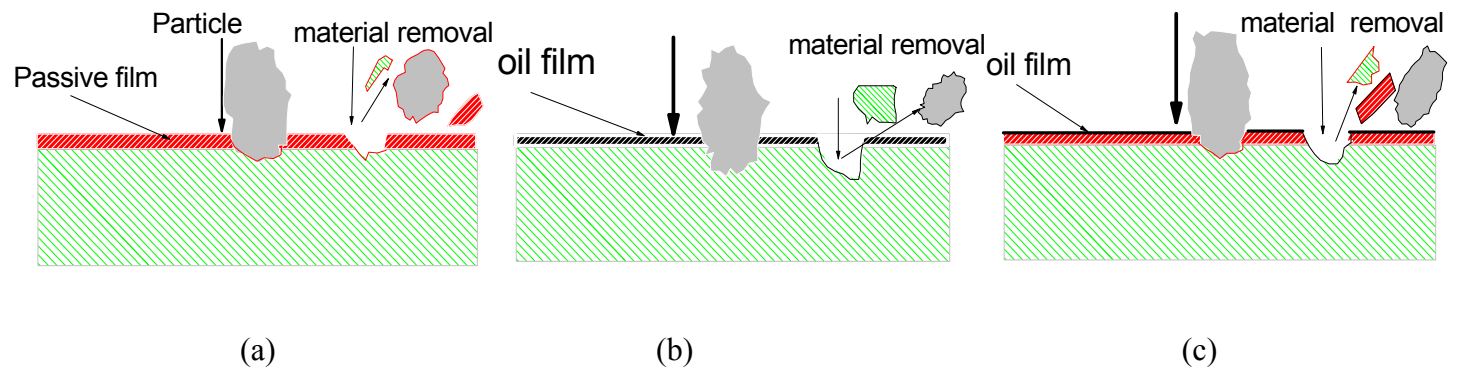 Particle
material removal
Passive film
oil film
material removal
material removal
oil film
(a)
(b)
(c)